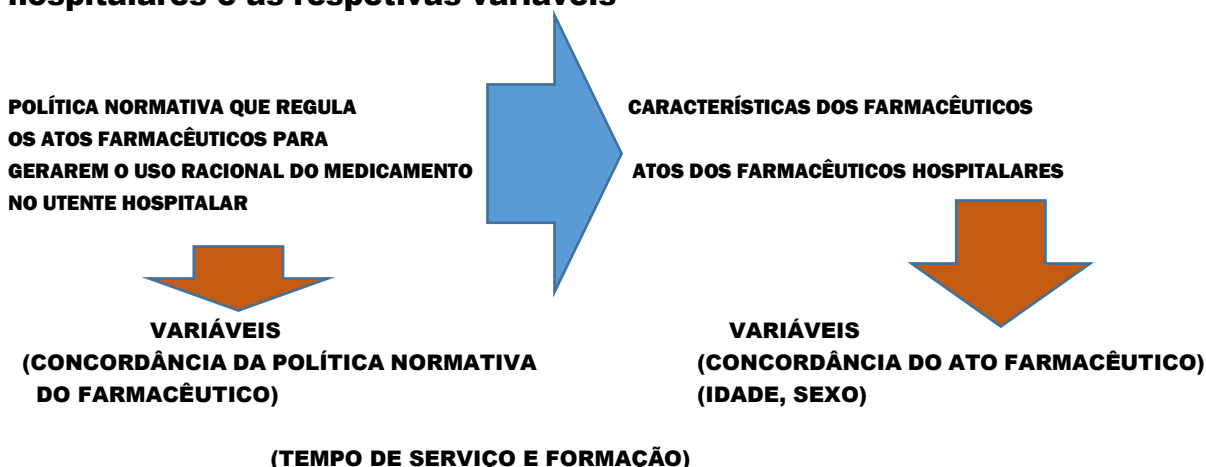 hospitalares e as respetivas variáveis
POLÍTICA NORMATIVA QUE REGULA
OS ATOS FARMACÊUTICOS PARA
GERAREM O USO RACIONAL DO MEDICAMENTO
NO UTENTE HOSPITALAR
CARACTERÍSTICAS DOS FARMACÊUTICOS
ATOS DOS FARMACÊUTICOS HOSPITALARES
VARIÁVEIS
(CONCORDÂNCIA DA POLÍTICA NORMATIVA
DO FARMACÊUTICO)
VARIÁVEIS
(CONCORDÂNCIA DO ATO FARMACÊUTICO)
(IDADE, SEXO)
(TEMPO DE SERVIÇO E FORMAÇÃO)